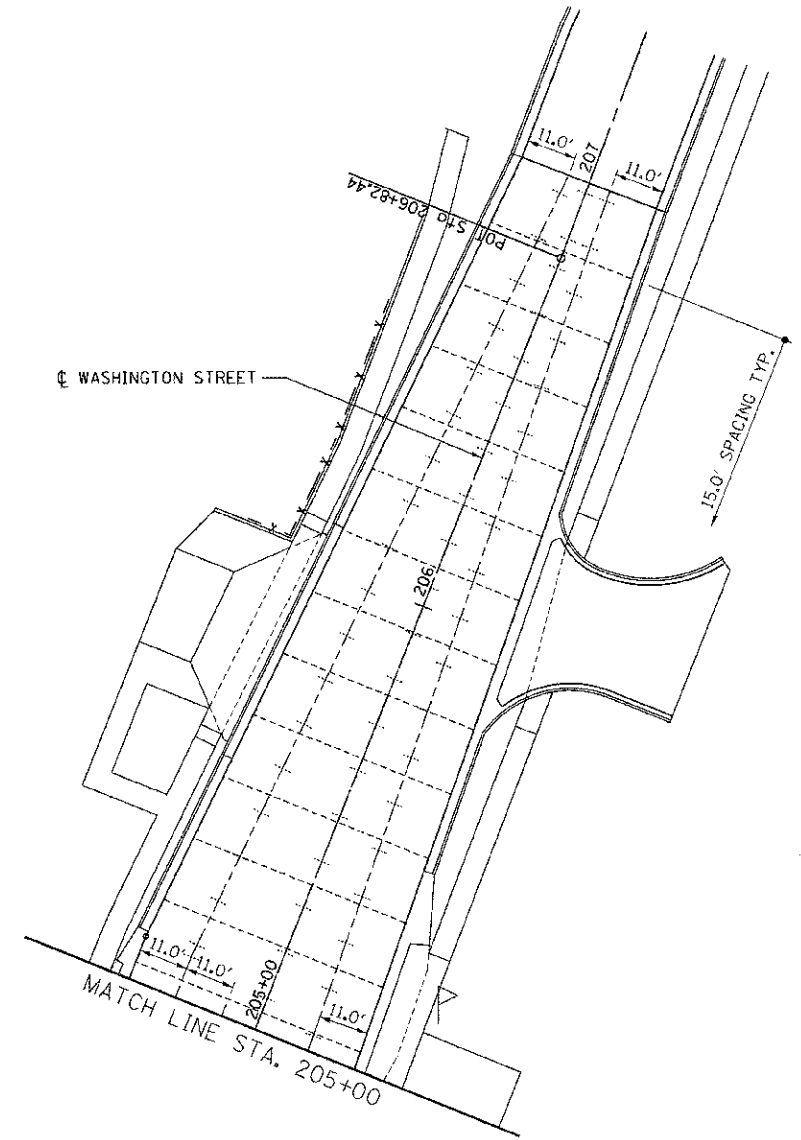 11.0'
207
11.0'
POT Sta 206+82.44
℄ WASHINGTON STREET
15.0' SPACING TYP.
206
11.0'
11.0'
205+00
11.0'
MATCH LINE STA. 205+00